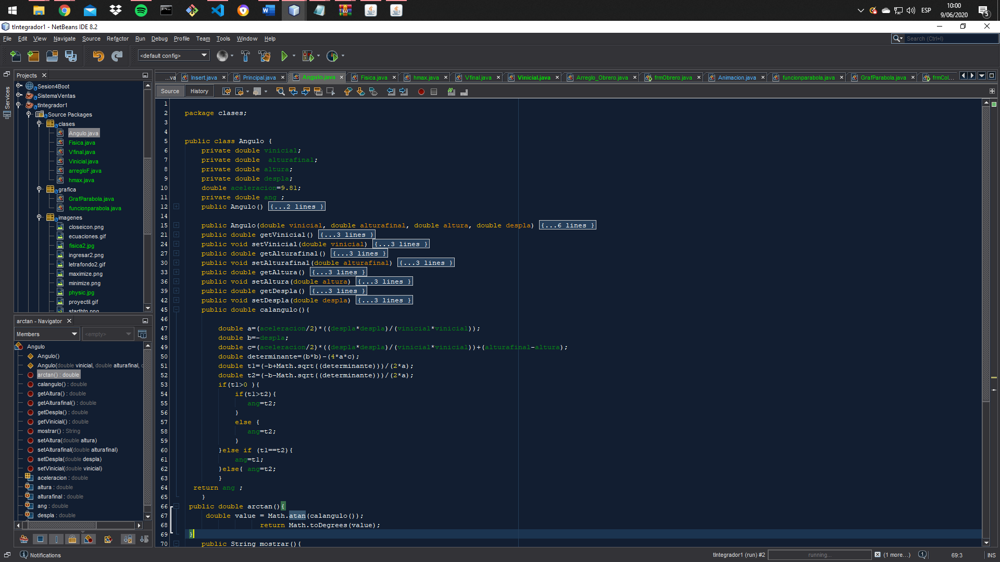 ESP
10:00
9/06/2020
5
tIntegrador1 - NetBeans IDE 8.2
File Edit View Navigate Source Refactor Run Debug Profile Team Tools Window Help
Search (Ctrl+I)
<default config>
Services
Projects
Sesion4Boot
SistemaVentas
tIntegrador1
Source Packages
clases
Angulo.java
Fisica.java
Vfinal.java
Vinicial.java
arregloF.java
hmax.java
grafica
GrafParabola.java
funcionparabola.java
imagenes
closeicon.png
ecuaciones.gif
fisica2.jpg
ingresar2.png
letrafondo2.gif
maximize.png
minimize.png
physic.jpg
proyectil.gif
startbtn.png
arctan - Navigator
Members <empty>
Angulo
Angulo()
Angulo(double vinicial, double alturafinal, d
arctan() : double
calangulo() : double
getAltura() : double
getAlturafinal() : double
getDespla() : double
getVinicial() : double
mostrar() : String
setAltura(double altura)
setAlturafinal(double alturafinal)
setDespla(double despla)
setVinicial(double vinicial)
aceleracion : double
altura : double
alturafinal : double
ang : double
despla : double
...va Insert.java Principal.java Angulo.java Fisica.java hmax.java Vfinal.java Vinicial.java Arreglo_Obrero.java frmObrero.java Animacion.java funcionparabola.java GrafParabola.java frmCol...
Source History
1
2 package clases;
3
4
5 public class Angulo {
6 private double vinicial;
7 private double  alturafinal;
8 private double altura;
9 private double despla;
10 double aceleracion=9.81;
11 private double ang ;
12 public Angulo() {...2 lines }
14
15 public Angulo(double vinicial, double alturafinal, double altura, double despla) {...6 lines }
21 public double getVinicial() {...3 lines }
24 public void setVinicial(double vinicial) {...3 lines }
27 public double getAlturafinal() {...3 lines }
30 public void setAlturafinal(double alturafinal) {...3 lines }
33 public double getAltura() {...3 lines }
36 public void setAltura(double altura) {...3 lines }
39 public double getDespla() {...3 lines }
42 public void setDespla(double despla) {...3 lines }
45 public double calangulo(){
46
47 double a=(aceleracion/2)*((despla*despla)/(vinicial*vinicial));
48 double b=-despla;
49 double c=(aceleracion/2)*((despla*despla)/(vinicial*vinicial))+(alturafinal-altura);
50 double determinante=(b*b)-(4*a*c);
51 double t1=(-b+Math.sqrt((determinante)))/(2*a);
52 double t2=(-b-Math.sqrt((determinante)))/(2*a);
53 if(t1>0 ){
54 if(t1>t2){
55 ang=t2;
56 }
57 else {
58 ang=t2;
59 }
60 }else if (t1==t2){
61 ang=t1;
62 }else{ ang=t2;
63 }
64 return ang ;
65 }
66 public double arctan(){
67 double value = Math.atan(calangulo());
68 return Math.toDegrees(value);
69 }
70 public String mostrar(){
Notifications
tIntegrador1 (run) #2
running...
(1 more...)
1
69:3
INS